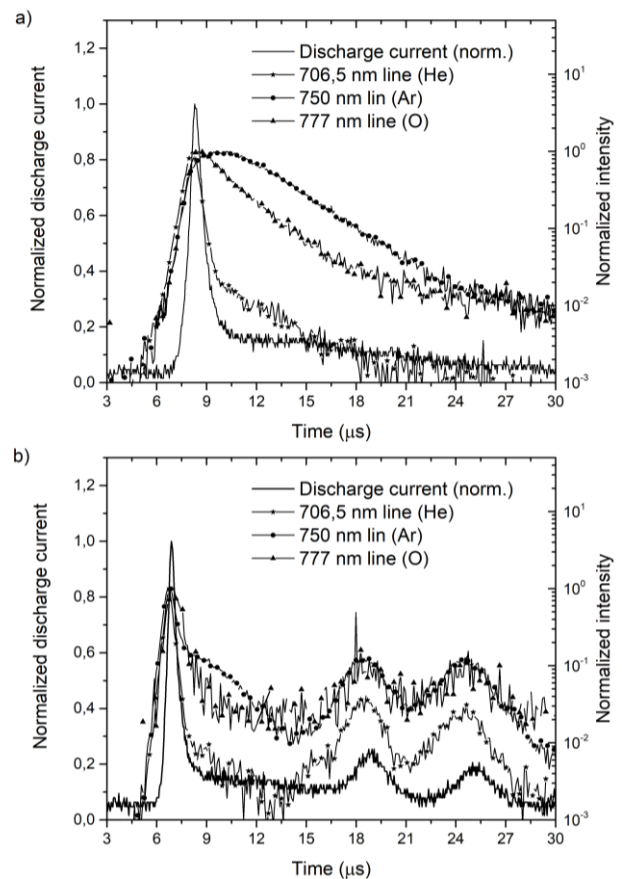 a)
1,2
1,0
0,8
0,6
0,4
0,2
0,0
Normalized discharge current
Discharge current (norm.)
706,5 nm line (He)
750 nm lin (Ar)
777 nm line (O)
10¹
10⁰
10⁻¹
10⁻²
10⁻³
Normalized intensity
3 6 9 12 15 18 21 24 27 30
Time (μs)
b)
1,2
1,0
0,8
0,6
0,4
0,2
0,0
Normalized discharge current
Discharge current (norm.)
706,5 nm line (He)
750 nm lin (Ar)
777 nm line (O)
10¹
10⁰
10⁻¹
10⁻²
10⁻³
Normalized intensity
3 6 9 12 15 18 21 24 27 30
Time (μs)